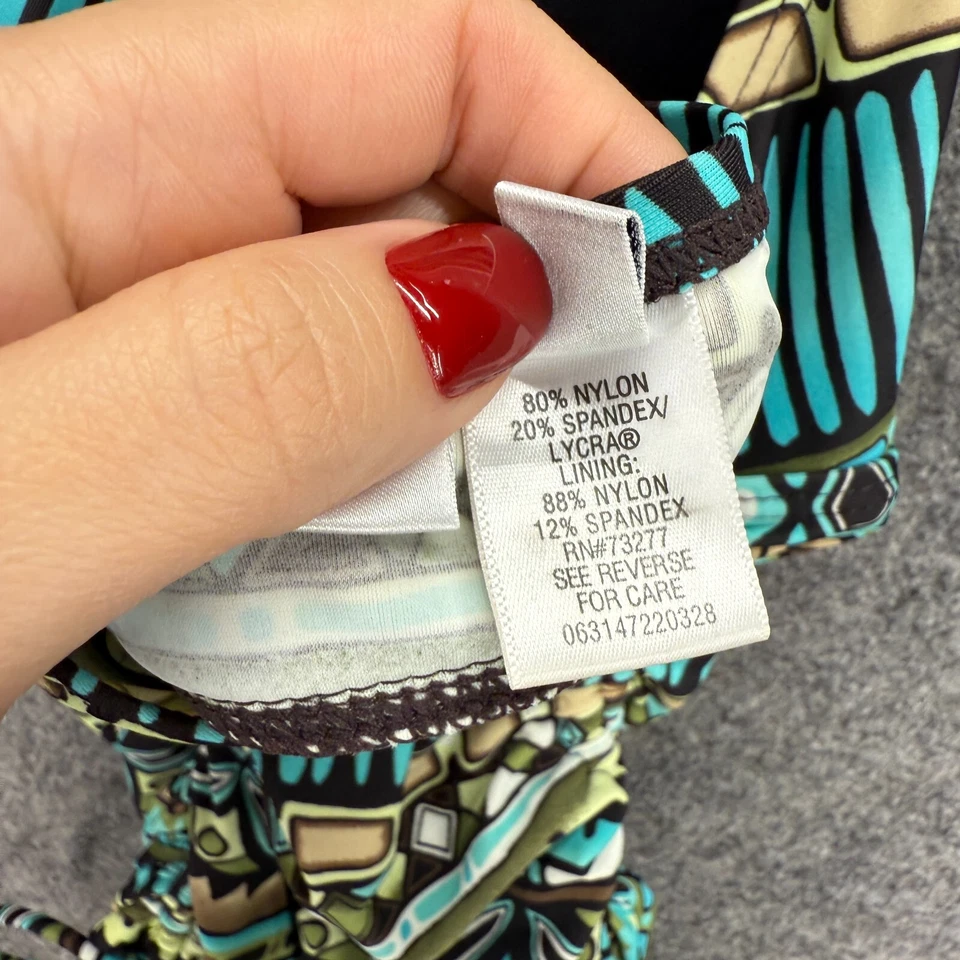 80% NYLON
20% SPANDEX/
LYCRA®
LINING:
88% NYLON
12% SPANDEX
RN#73277
SEE REVERSE
FOR CARE
063147220328